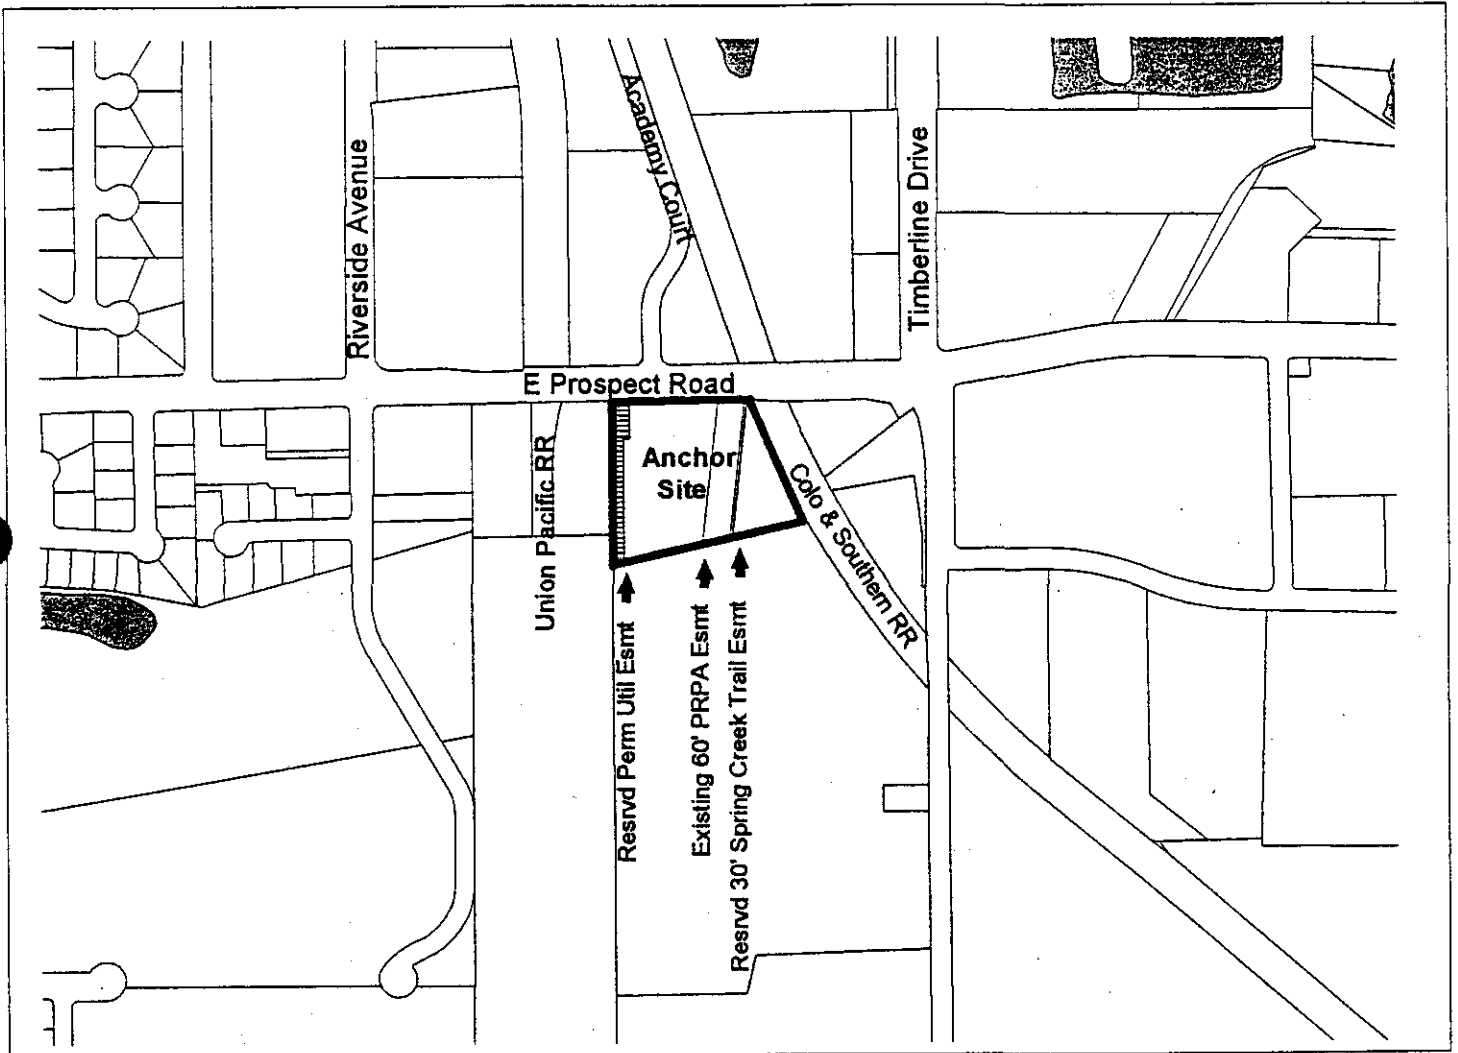 Academy Court
Riverside Avenue
Timberline Drive
E Prospect Road
Union Pacific RR
Anchor
Site
Colo & Southern RR
Resrvd Perm Util Esmt
Existing 60' PRPA Esmt
Resrvd 30' Spring Creek Trail Esmt